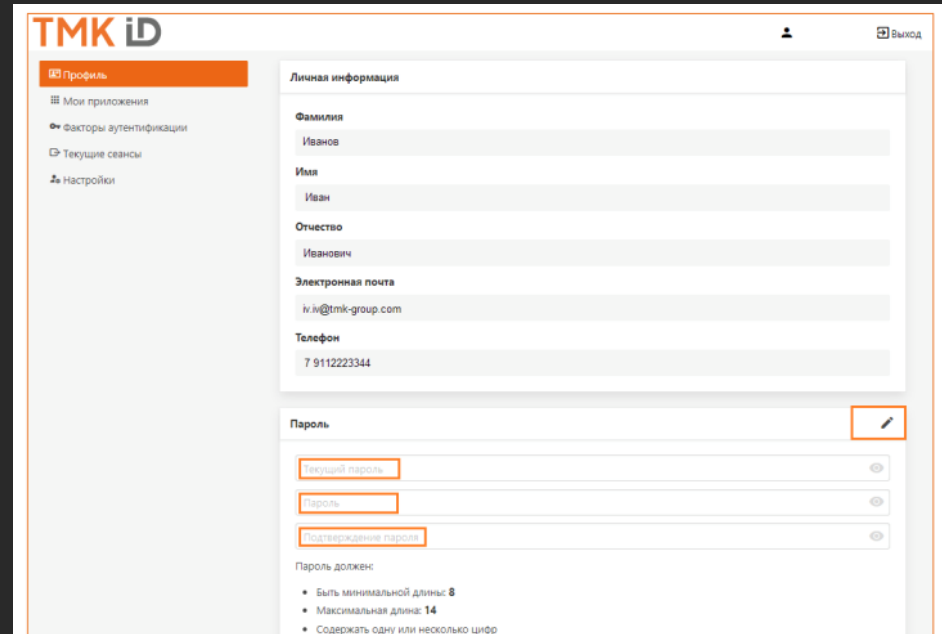 TMK iD
Выход
Профиль
Мои приложения
Факторы аутентификации
Текущие сеансы
Настройки
Личная информация
Фамилия
Иванов
Имя
Иван
Отчество
Иванович
Электронная почта
iv.iv@tmk-group.com
Телефон
7 9112223344
Пароль
Текущий пароль
Пароль
Подтверждение пароля
Пароль должен:
• Быть минимальной длины: 8
• Максимальная длина: 14
• Содержать одну или несколько цифр